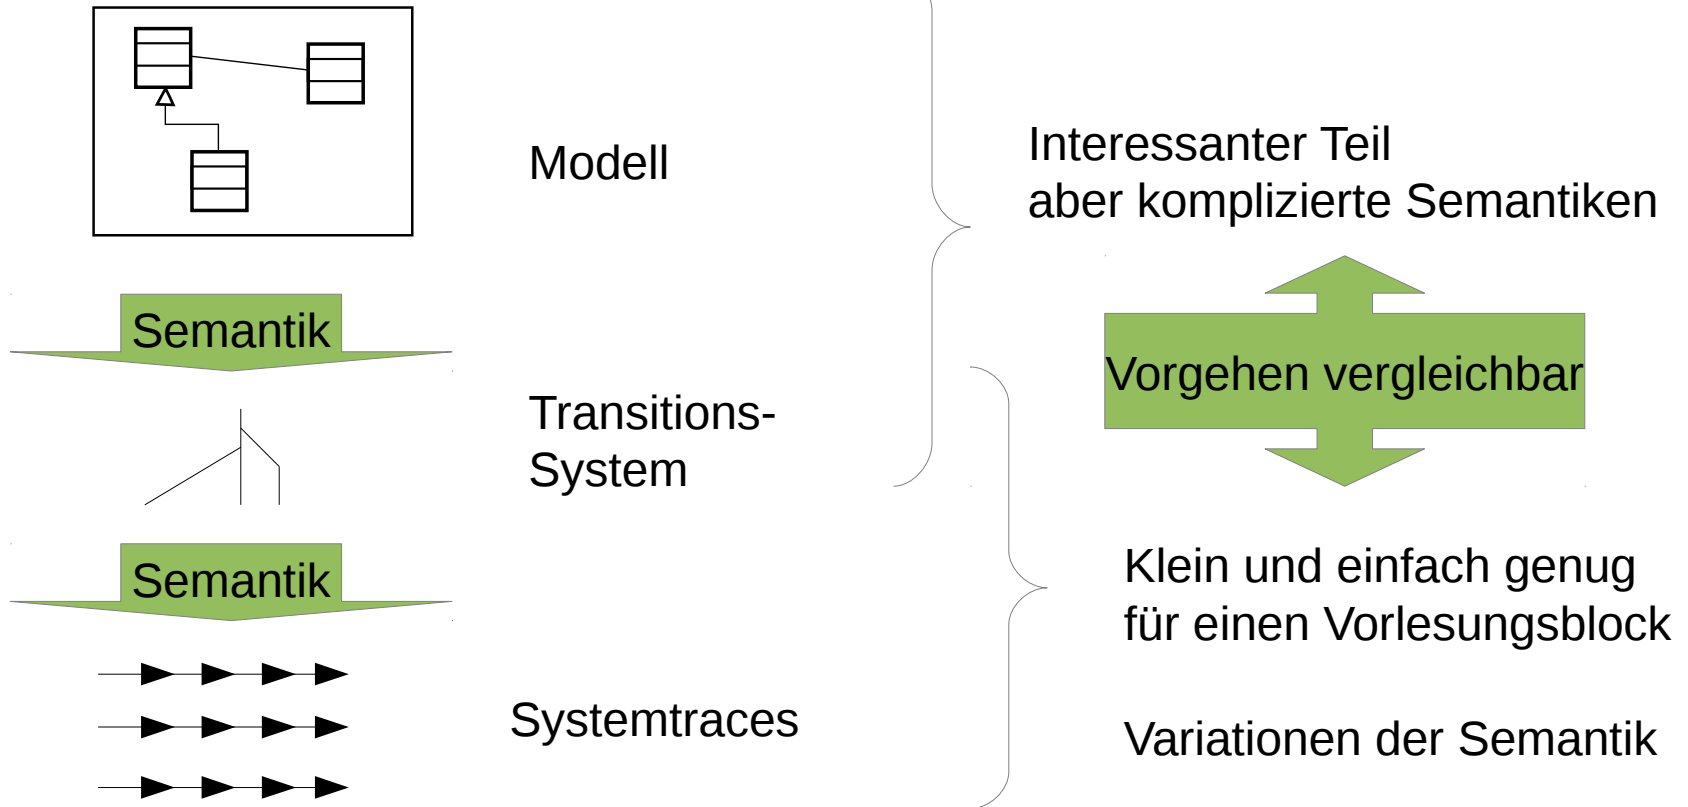 Modell
Semantik
Transitions-
System
Semantik
Systemtraces
Interessanter Teil
aber komplizierte Semantiken
Vorgehen vergleichbar
Klein und einfach genug
für einen Vorlesungsblock
Variationen der Semantik